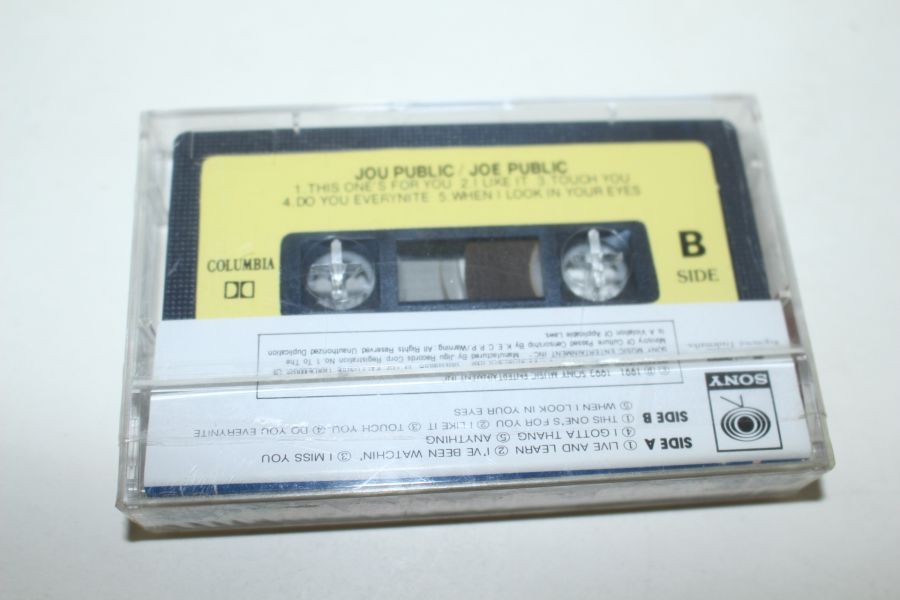 JOU PUBLIC / JOE PUBLIC
1. THIS ONE'S FOR YOU 2. I LIKE IT 3. TOUCH YOU
4. DO YOU EVERYNITE 5. WHEN I LOOK IN YOUR EYES
COLUMBIA
B
SIDE
SONY
SIDE A
① LIVE AND LEARN ② I'VE BEEN WATCHIN' ③ I MISS YOU
④ I GOTTA THANG ⑤ ANYTHING
SIDE B
① THIS ONE'S FOR YOU ② I LIKE IT ③ TOUCH YOU ④ DO YOU EVERYNITE
⑤ WHEN I LOOK IN YOUR EYES
℗ 1991, 1993 SONY MUSIC ENTERTAINMENT INC.
SONY MUSIC ENTERTAINMENT INC. Manufactured By Jigu Records Corp Registration No. 1 To The
Ministry Of Culture Passed Censorship By K.E.C.P.P./Warning: All Rights Reserved. Unauthorized Duplication
Is A Violation Of Applicable Laws.